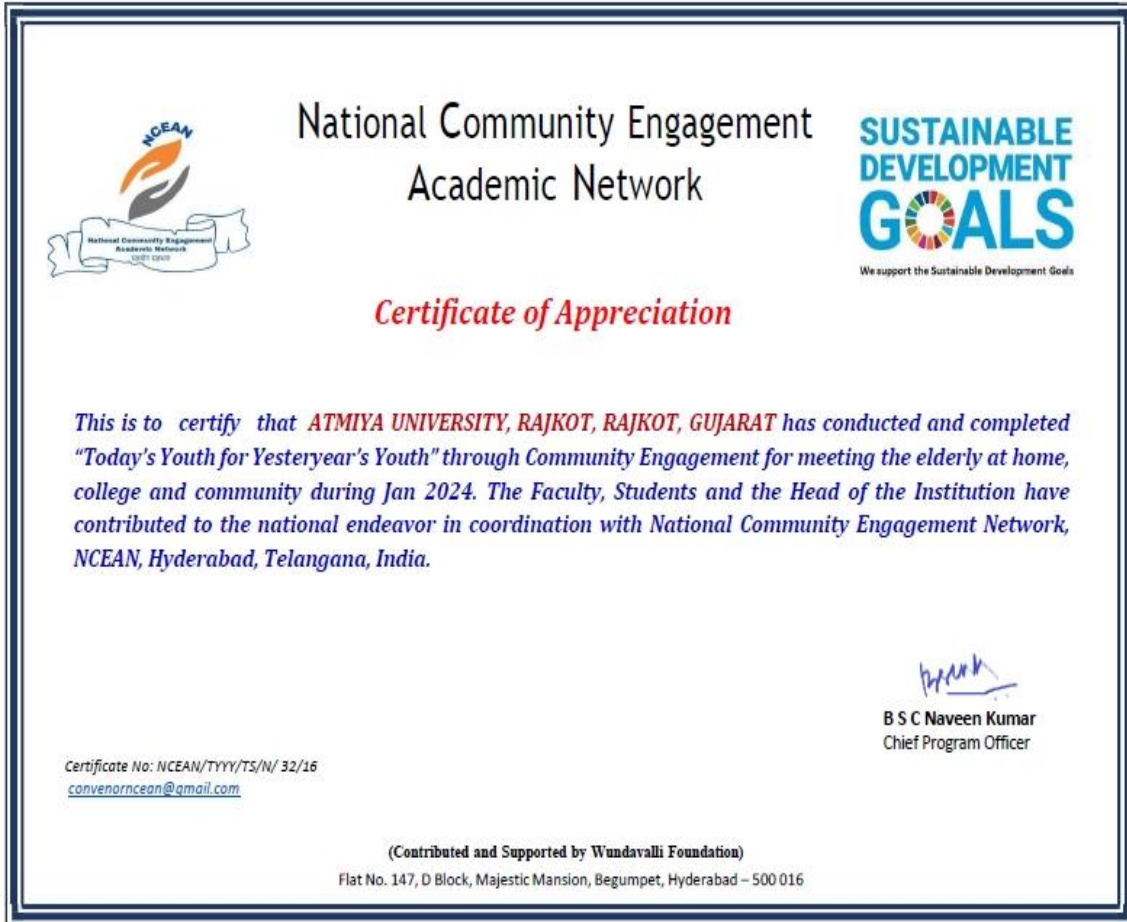 NCEAN
National Community Engagement
Academic Network
National Community Engagement
Academic Network
SUSTAINABLE
DEVELOPMENT
GOALS
We support the Sustainable Development Goals
Certificate of Appreciation
This is to certify that ATMIYA UNIVERSITY, RAJKOT, RAJKOT, GUJARAT has conducted and completed
“Today’s Youth for Yesteryear’s Youth” through Community Engagement for meeting the elderly at home,
college and community during Jan 2024. The Faculty, Students and the Head of the Institution have
contributed to the national endeavor in coordination with National Community Engagement Network,
NCEAN, Hyderabad, Telangana, India.
B S C Naveen Kumar
Chief Program Officer
Certificate No: NCEAN/TYYY/TS/N/ 32/16
convenorncean@gmail.com
(Contributed and Supported by Wundavalli Foundation)
Flat No. 147, D Block, Majestic Mansion, Begumpet, Hyderabad – 500 016